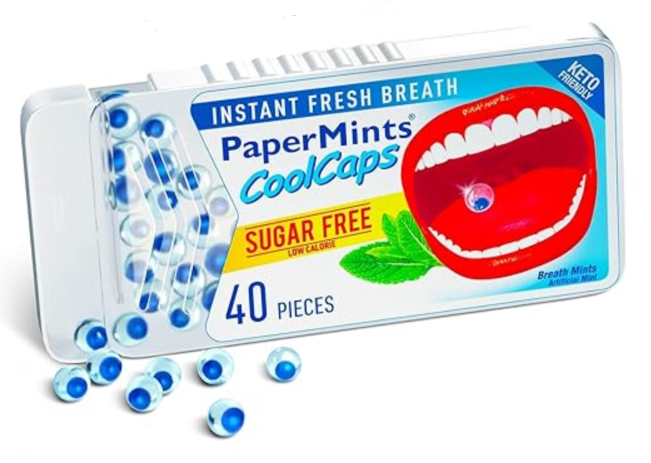 INSTANT FRESH BREATH
KETO
FRIENDLY
PaperMints®
CoolCaps
SUGAR FREE
LOW CALORIE
40 PIECES
Breath Mints
Artificial Mint